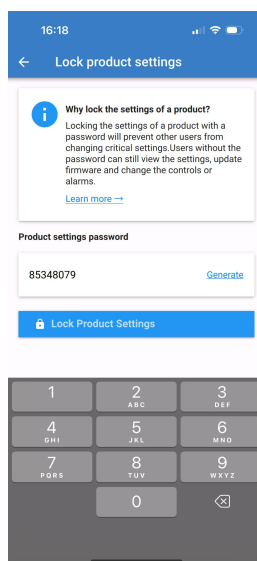 16:18
Lock product settings
Why lock the settings of a product?
Locking the settings of a product with a
password will prevent other users from
changing critical settings.Users without the
password can still view the settings, update
firmware and change the controls or
alarms.
Learn more →
Product settings password
85348079 Generate
Lock Product Settings
1 2 3
ABC DEF
4 5 6
GHI JKL MNO
7 8 9
PQRS TUV WXYZ
0